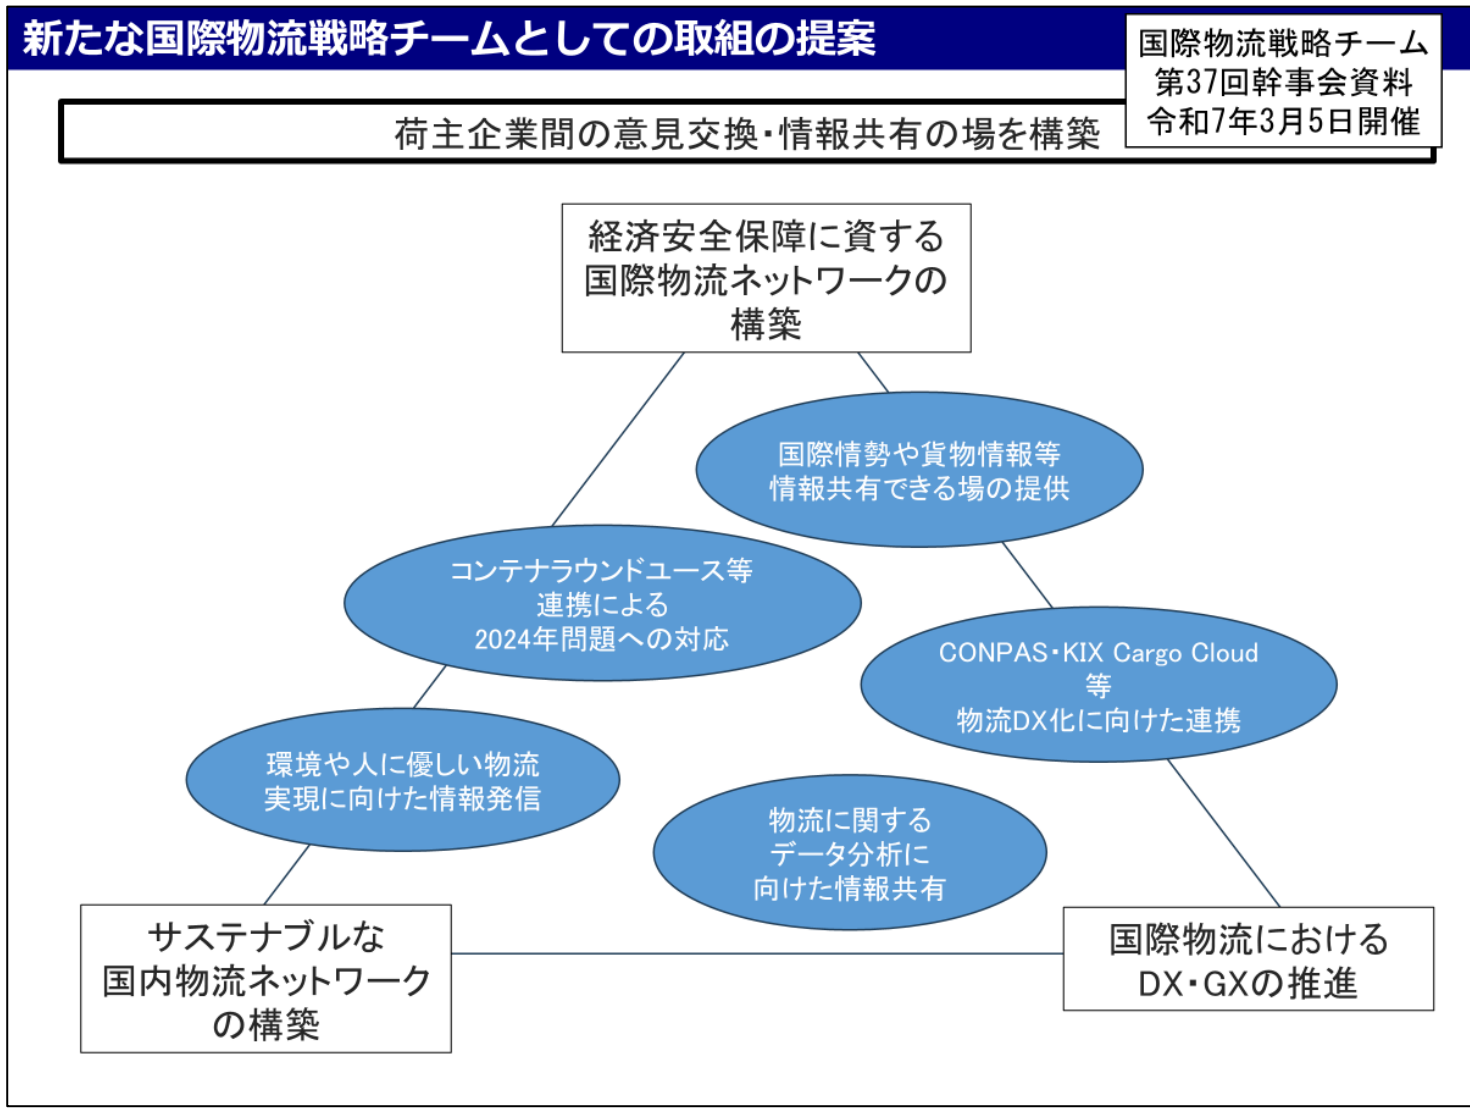 新たな国際物流戦略チームとしての取組の提案
国際物流戦略チーム
第37回幹事会資料
令和7年3月5日開催
荷主企業間の意見交換・情報共有の場を構築
経済安全保障に資する
国際物流ネットワークの
構築
国際情勢や貨物情報等
情報共有できる場の提供
コンテナラウンドユース等
連携による
2024年問題への対応
CONPAS・KIX Cargo Cloud
等
物流DX化に向けた連携
環境や人に優しい物流
実現に向けた情報発信
物流に関する
データ分析に
向けた情報共有
サステナブルな
国内物流ネットワーク
の構築
国際物流における
DX・GXの推進